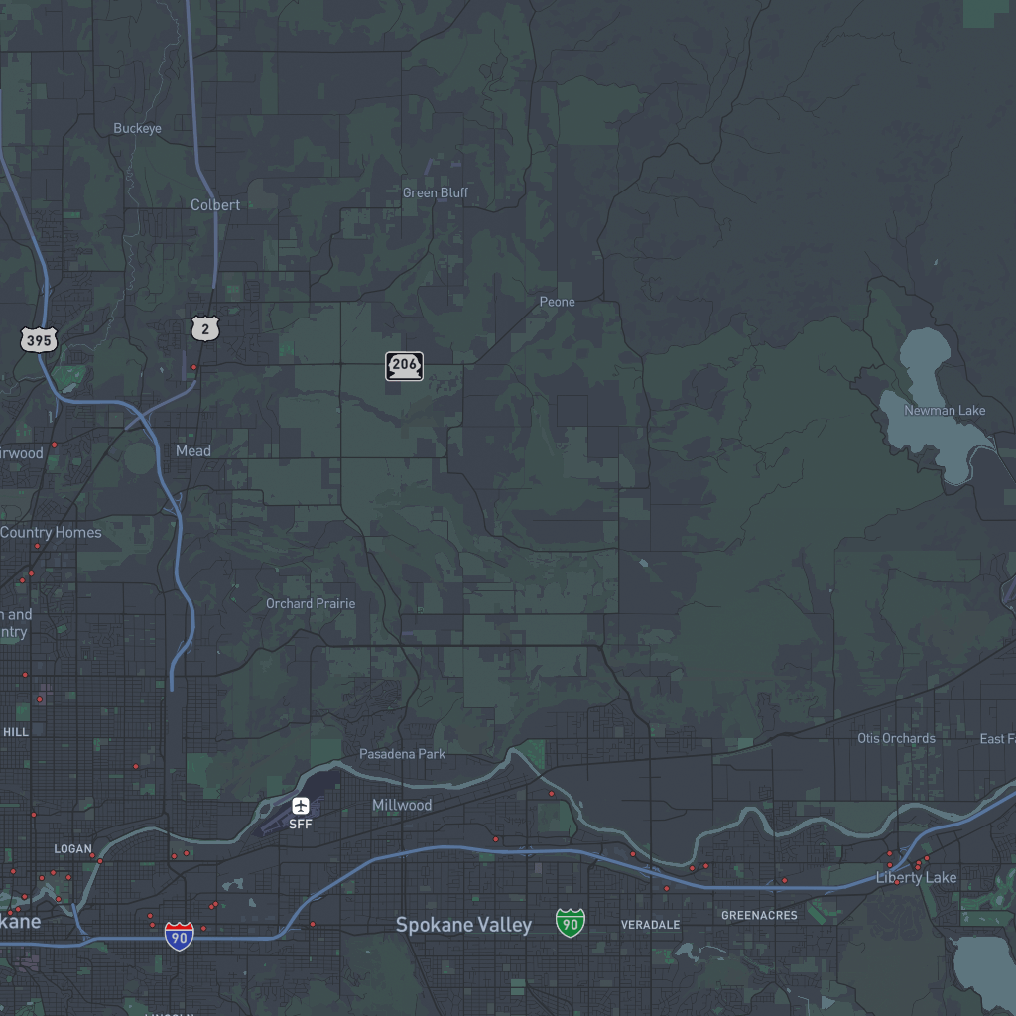 Buckeye
Green Bluff
Colbert
Peone
2
395
206
Newman Lake
irwood
Mead
Country Homes
Orchard Prairie
n and
ntry
HILL
Otis Orchards
East Fa
Pasadena Park
Millwood
SFF
LOGAN
Liberty Lake
GREENACRES
kane
Spokane Valley
90
VERADALE
90